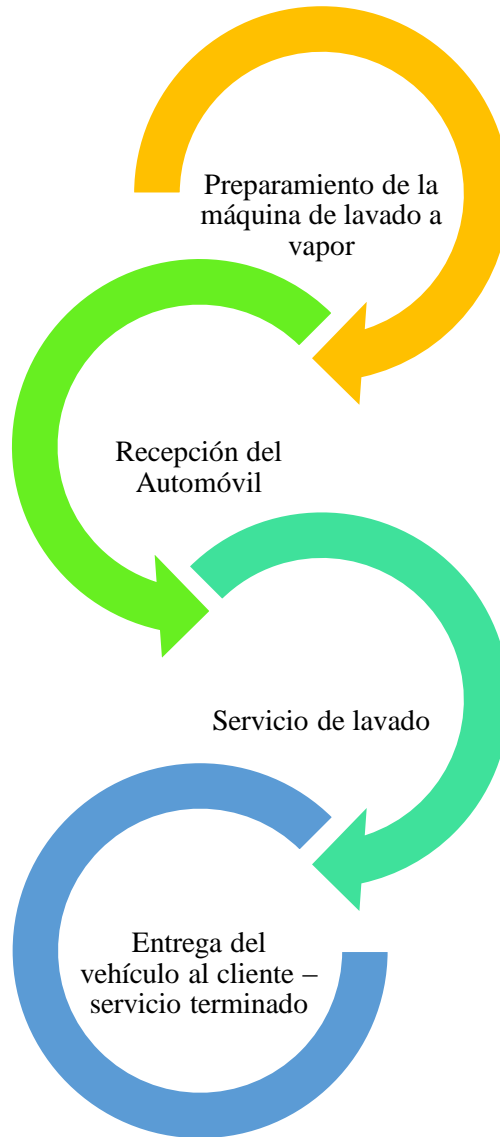 Preparamiento de la
máquina de lavado a
vapor
Recepción del
Automóvil
Servicio de lavado
Entrega del
vehículo al cliente –
servicio terminado